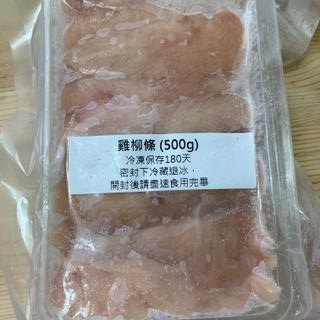 雞柳條 (500g)
冷凍保存180天
密封下冷藏退冰，
開封後請盡速食用完畢